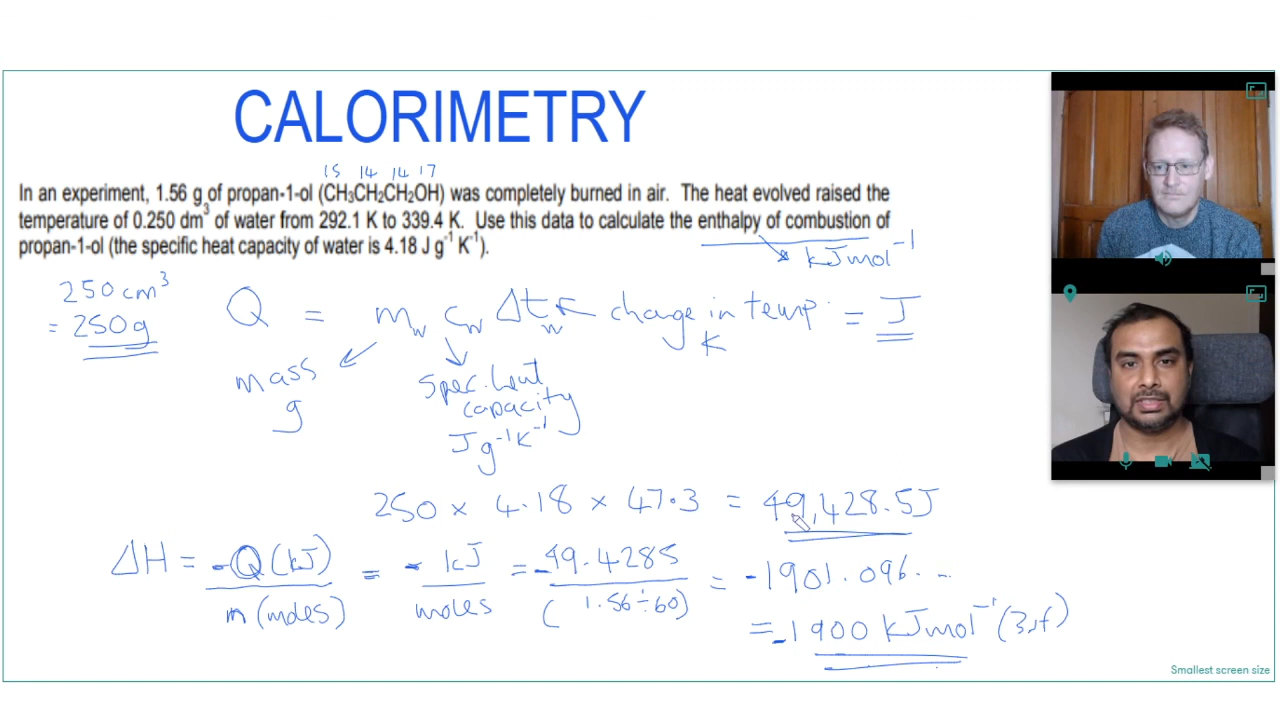 CALORIMETRY
15 14 14 17
In an experiment, 1.56 g of propan-1-ol (CH₃CH₂CH₂OH) was completely burned in air. The heat evolved raised the
temperature of 0.250 dm³ of water from 292.1 K to 339.4 K. Use this data to calculate the enthalpy of combustion of
propan-1-ol (the specific heat capacity of water is 4.18 J g⁻¹ K⁻¹).
kJmol⁻¹
250cm³
= 250g
Q = m_w c_w Δt_w ← change in temp = J
K
mass
g
spec. heat
capacity
Jg⁻¹K⁻¹
250 × 4.18 × 47.3 = 49,428.5J
ΔH = -Q(kJ) / n(moles) = - kJ / moles = -49.4285 / (1.56÷60) = -1901.096...
= -1900 kJmol⁻¹ (3sf)
Smallest screen size